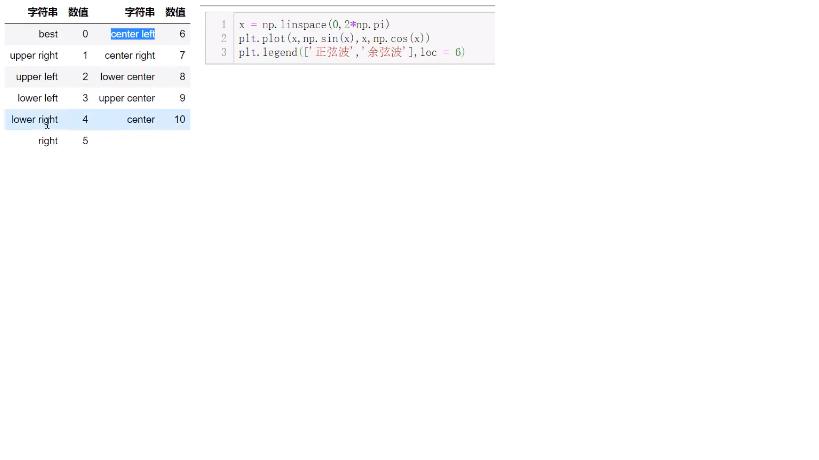 字符串 数值 字符串 数值
best 0 center left 6
upper right 1 center right 7
upper left 2 lower center 8
lower left 3 upper center 9
lower right 4 center 10
right 5
1 x = np.linspace(0,2*np.pi)
2 plt.plot(x,np.sin(x),x,np.cos(x))
3 plt.legend(['正弦波','余弦波'],loc = 6)